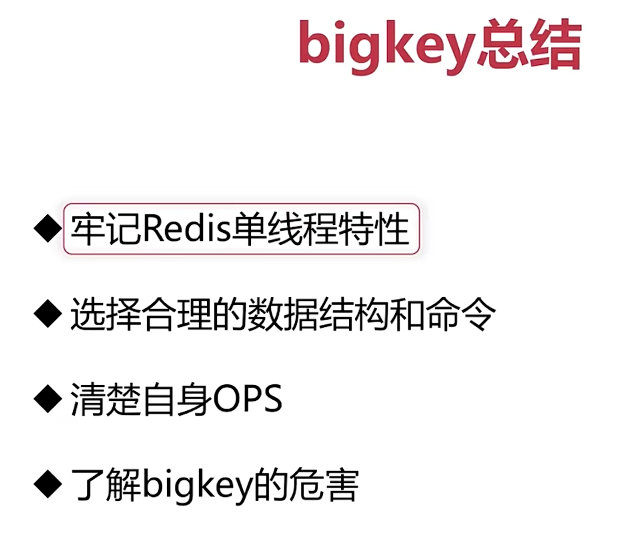 bigkey总结
◆牢记Redis单线程特性
◆选择合理的数据结构和命令
◆清楚自身OPS
◆了解bigkey的危害